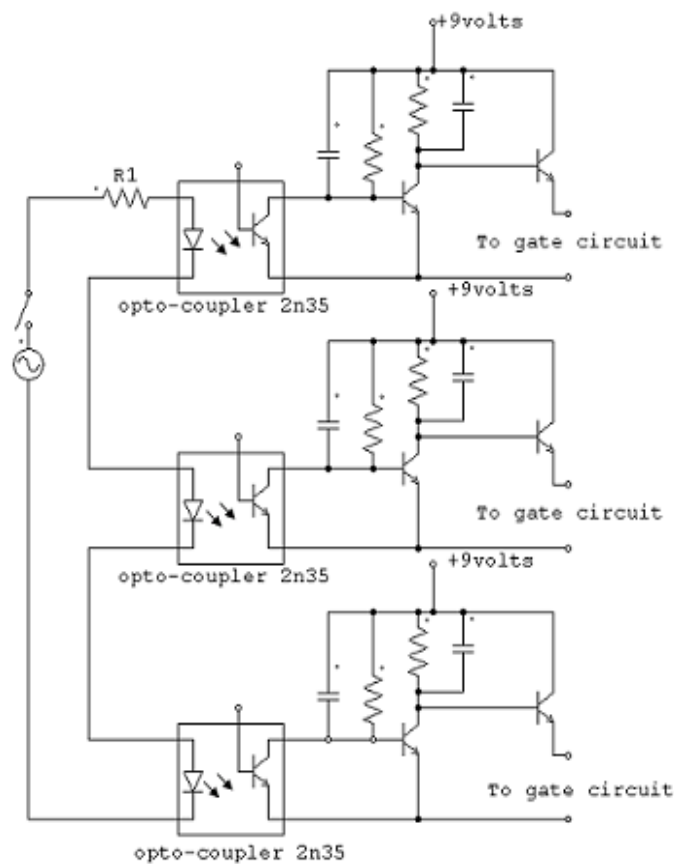 +9volts
R1
To gate circuit
+9volts
opto-coupler 2n35
To gate circuit
+9volts
opto-coupler 2n35
To gate circuit
opto-coupler 2n35